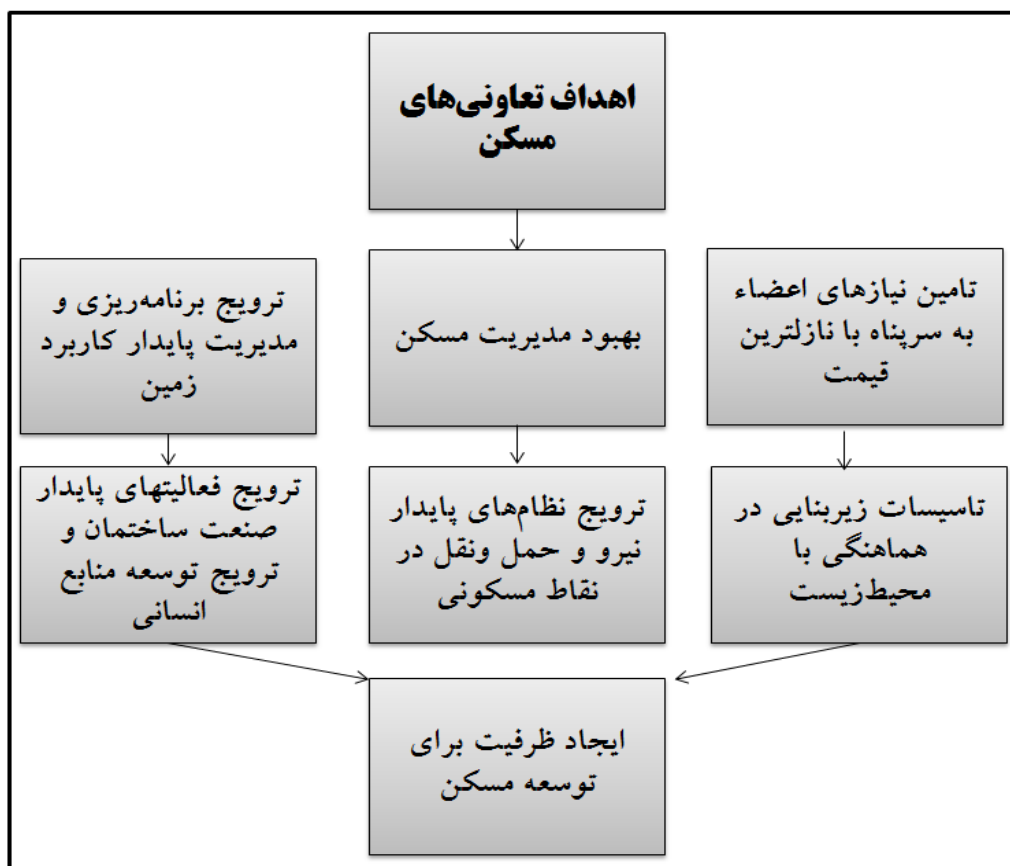 اهداف تعاونی‌های
مسکن
تامین نیازهای اعضاء
به سرپناه با نازلترین
قیمت
بهبود مدیریت مسکن
ترویج برنامه‌ریزی و
مدیریت پایدار کاربرد
زمین
تاسیسات زیربنایی در
هماهنگی با
محیط‌زیست
ترویج نظام‌های پایدار
نیرو و حمل ونقل در
نقاط مسکونی
ترویج فعالیتهای پایدار
صنعت ساختمان و
ترویج توسعه منابع
انسانی
ایجاد ظرفیت برای
توسعه مسکن